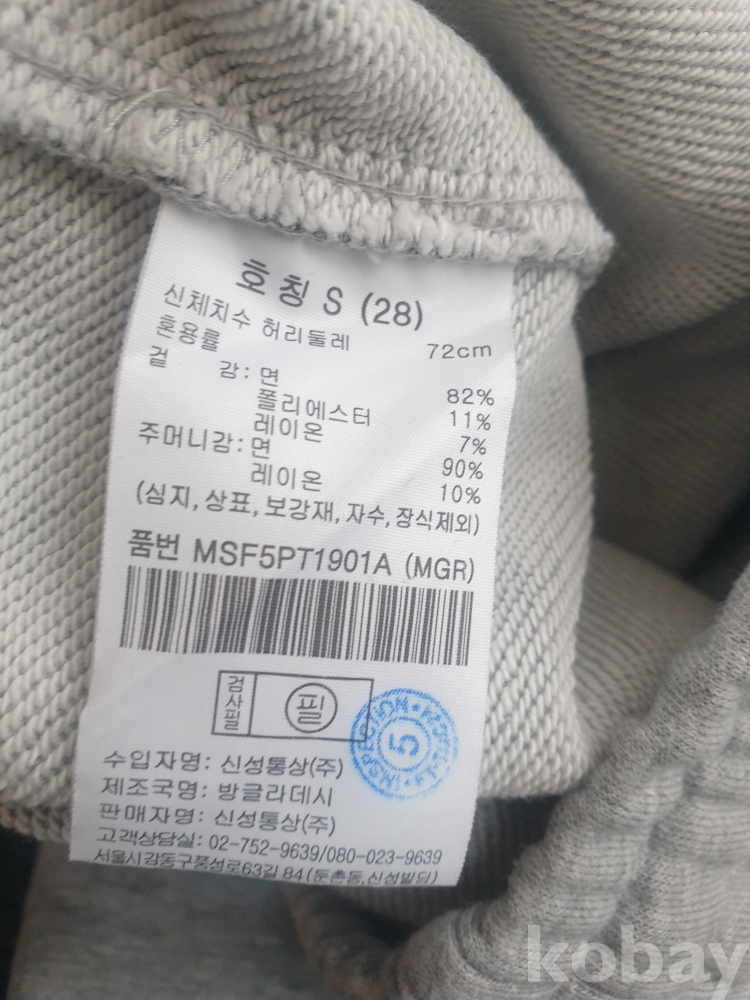 호칭 S (28)
신체치수 허리둘레 72cm
혼용률
겉 감: 면 82%
폴리에스터 11%
레이온 7%
주머니감: 면 90%
레이온 10%
(심지, 상표, 보강재, 자수, 장식제외)
품번 MSF5PT1901A (MGR)
검사필 필
INSPECTION
5
수입자명: 신성통상(주)
제조국명: 방글라데시
판매자명: 신성통상(주)
고객상담실: 02-752-9639/080-023-9639
서울시강동구풍성로63길 84 (둔촌동,신성빌딩)
kobay